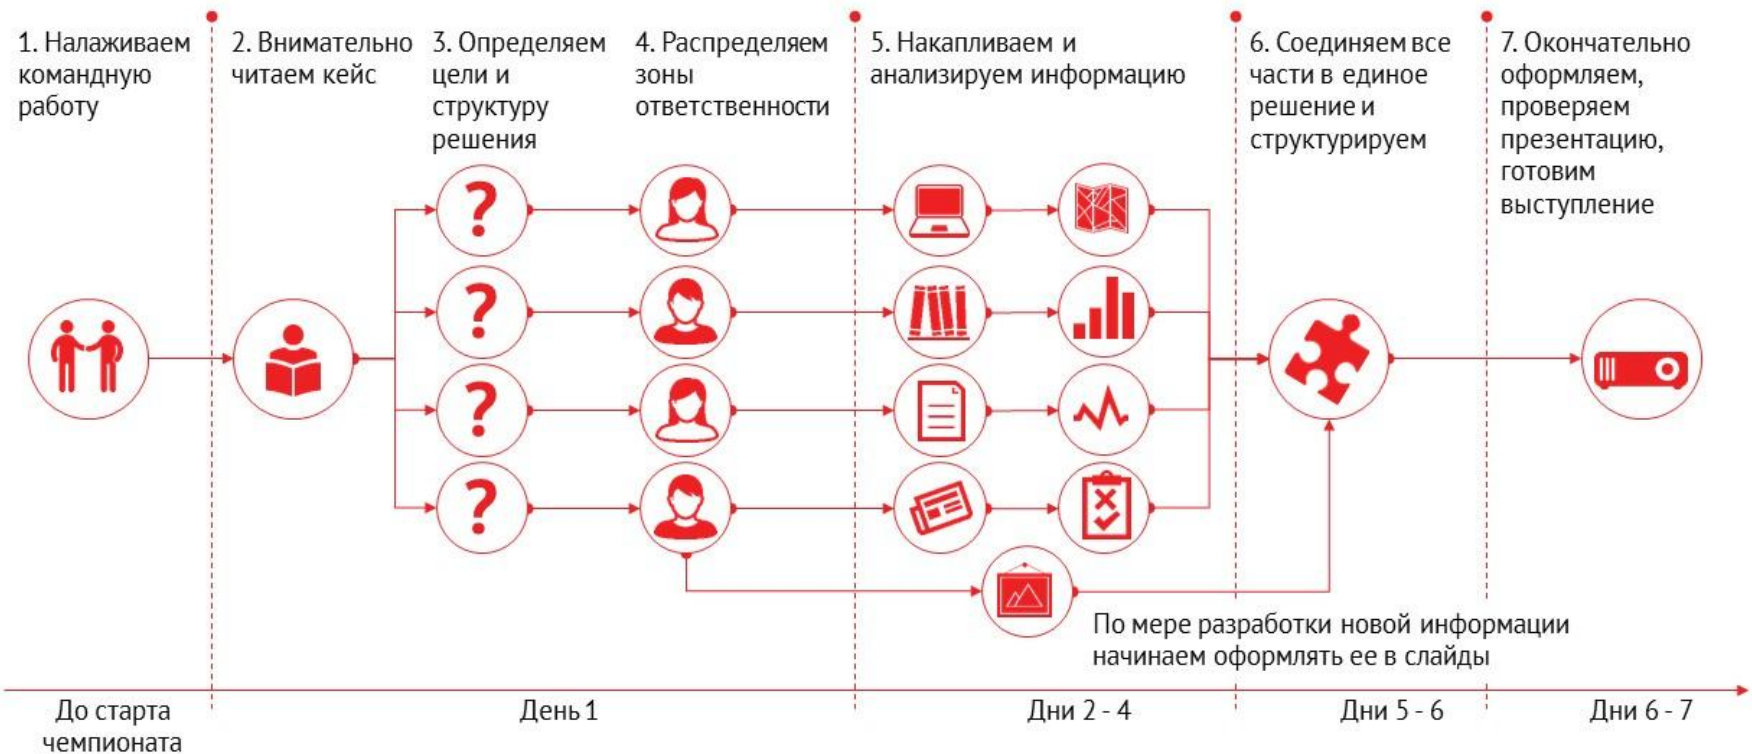 1. Налаживаем
командную
работу
2. Внимательно
читаем кейс
3. Определяем
цели и
структуру
решения
4. Распределяем
зоны
ответственности
5. Накапливаем и
анализируем информацию
6. Соединяем все
части в единое
решение и
структурируем
7. Окончательно
оформляем,
проверяем
презентацию,
готовим
выступление
По мере разработки новой информации
начинаем оформлять ее в слайды
До старта
чемпионата
День 1
Дни 2 - 4
Дни 5 - 6
Дни 6 - 7